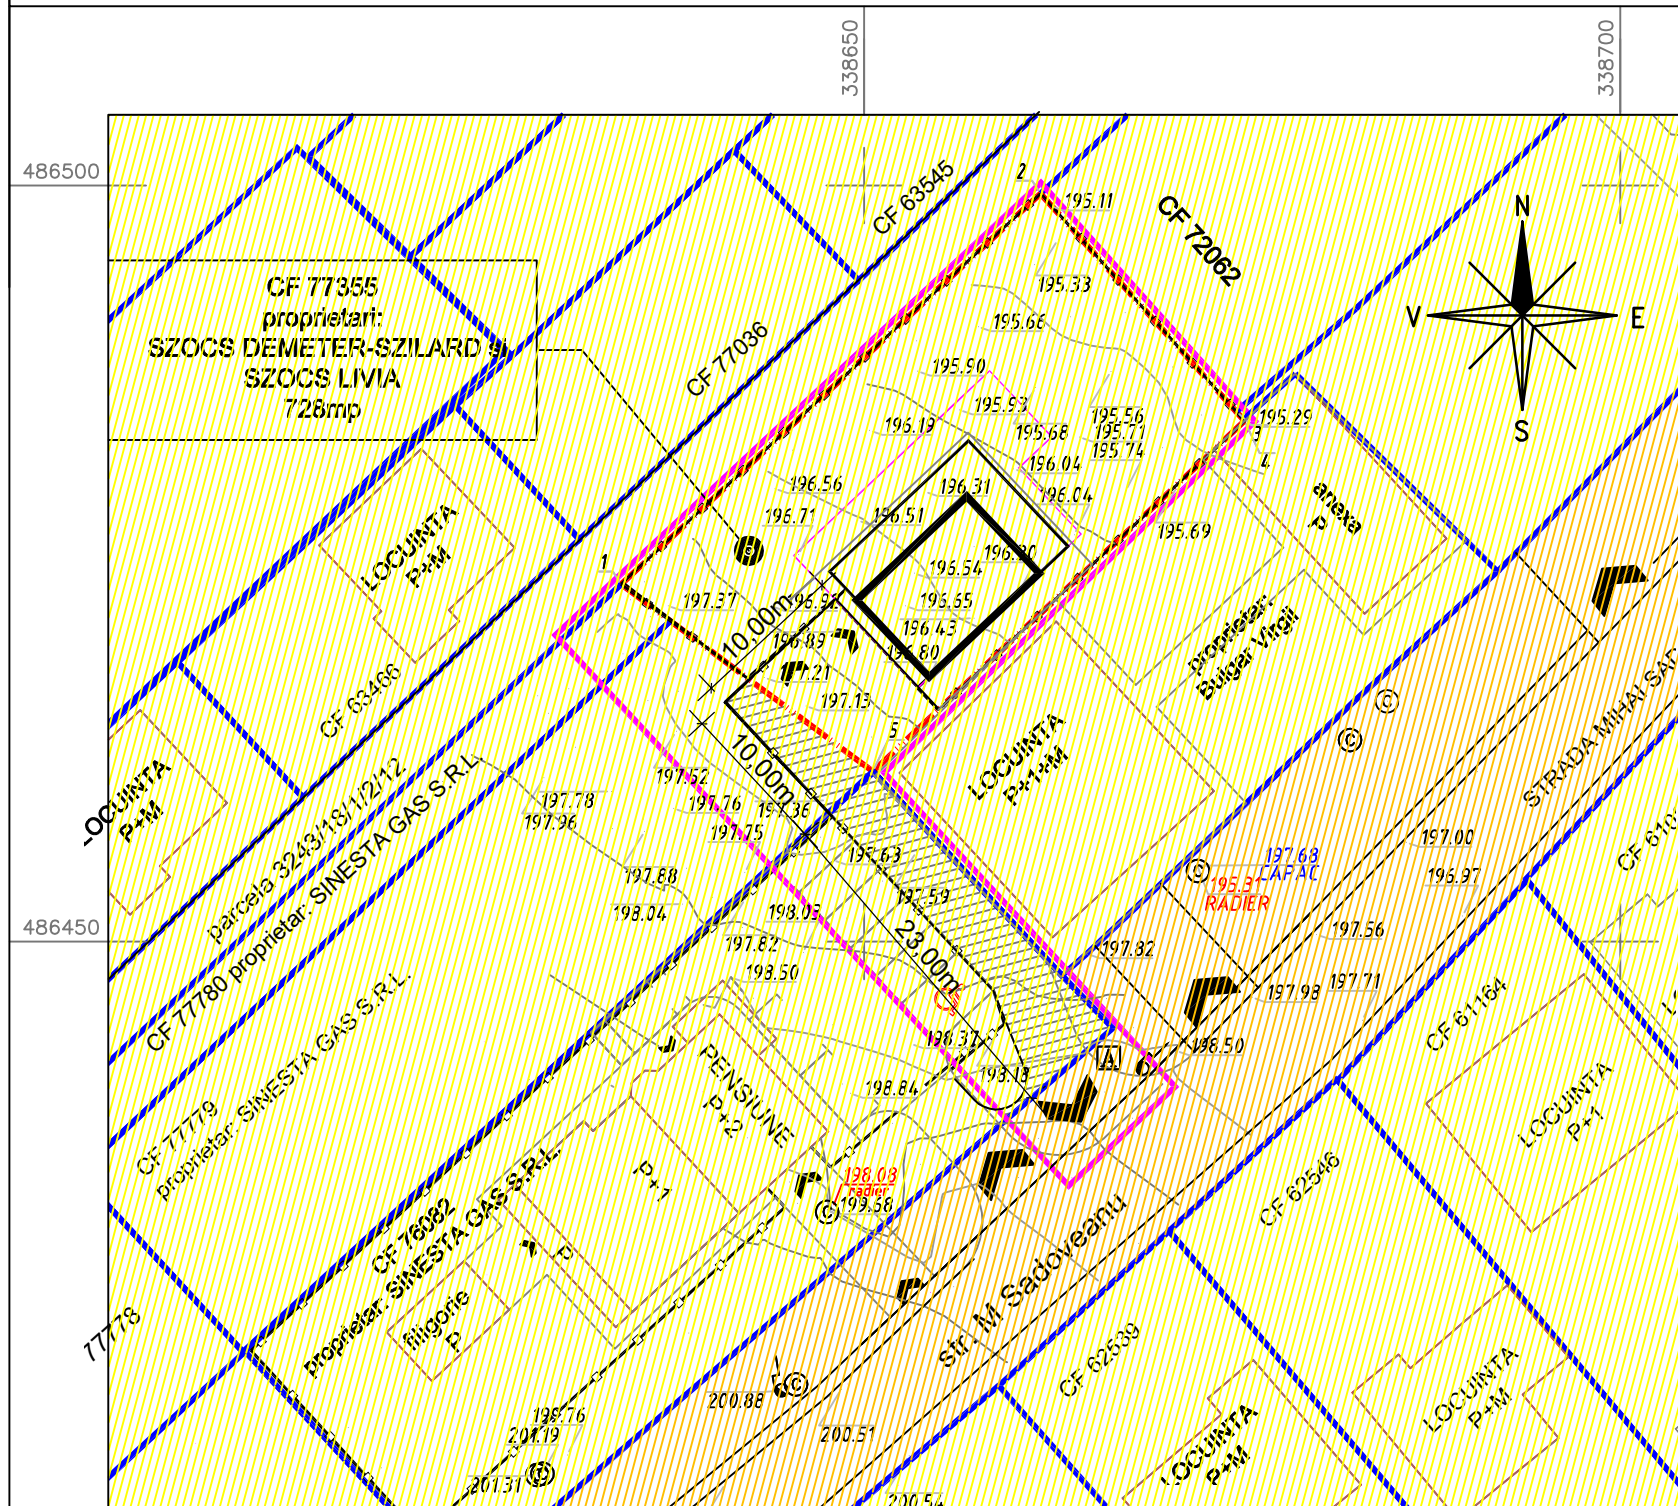 338650
338700
486500
486450
N
V
E
S
CF 77355
proprietari:
SZOCS DEMETER-SZILARD si
SZOCS LIVIA
728mp
CF 63545
CF 72062
CF 77036
CF 63466
parcela 3243/18/1/2/12
CF 77780 proprietar: SINESTA GAS S.R.L.
CF 77779
proprietar: SINESTA GAS S.R.L.
CF 76082
proprietar: SINESTA GAS S.R.L.
77778
LOCUINTA
P+M
LOCUINTA
P+M
2
195.11
195.33
195.66
195.90
195.93
196.19
195.68
195.56
195.71
195.74
195.29
3
4
196.04
196.04
196.56
196.31
196.71
196.51
195.69
196.54
196.65
196.43
196.80
1
197.37
196.89
197.21
197.13
5
10,00m
10,00m
23,00m
anexa
P
proprietar:
Bulgar Virgil
LOCUINTA
P+1+M
STRADA MIHAI SAD
197.52
197.76
197.36
197.75
197.78
197.96
197.63
197.59
197.88
198.04
198.03
197.82
198.50
197.68
CAPAC
195.31
RADIER
197.00
196.97
197.56
197.82
197.71
197.98
198.50
198.37
198.13
198.84
A
6
PENSIUNE
P+2
P+1
P
filigorie
P
198.08
radier
199.68
Str. M Sadoveanu
200.88
200.51
199.76
201.19
201.31
200.54
CF 61164
CF 62546
CF 62539
LOCUINTA
P+1
LOCUINTA
P+M
LOCUINTA
P+M